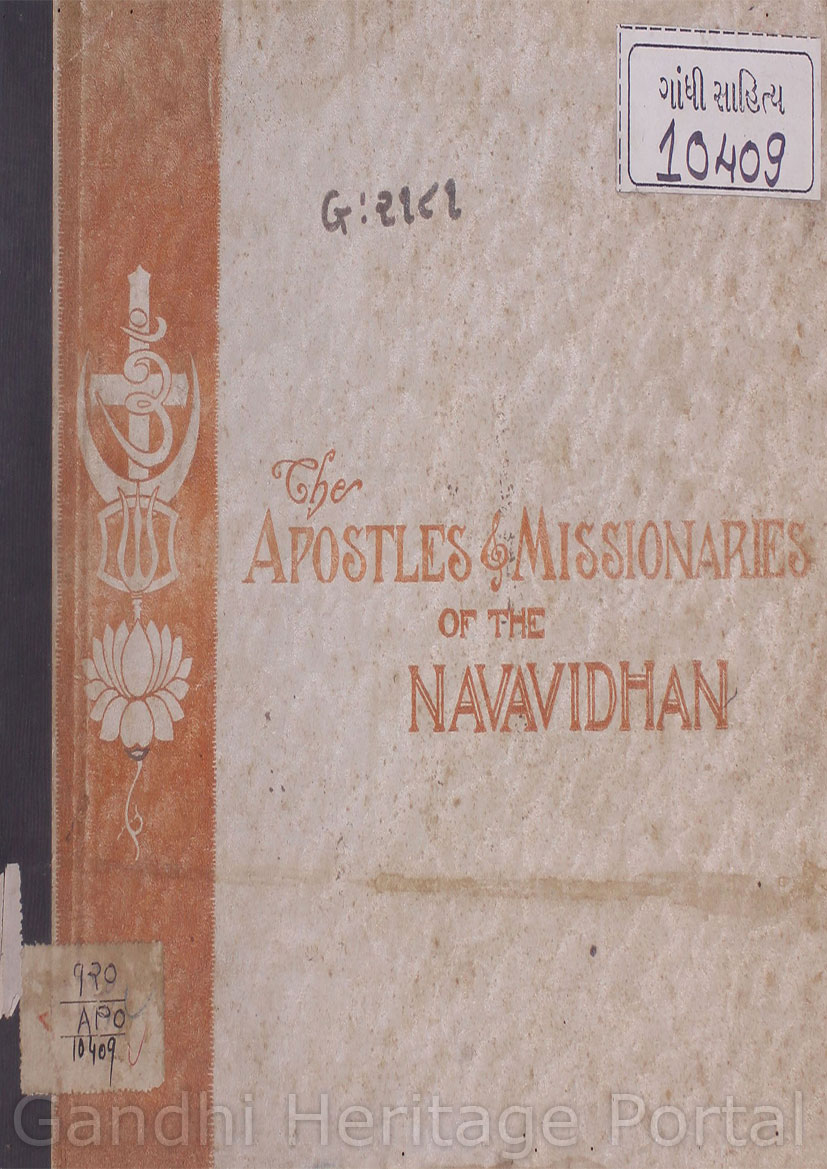 ગાંધી સાહિત્ય
10409
G:૨૧૮૧
The
APOSTLES & MISSIONARIES
OF THE
NAVAVIDHAN
૧૨૦
APO
10409
Gandhi Heritage Portal